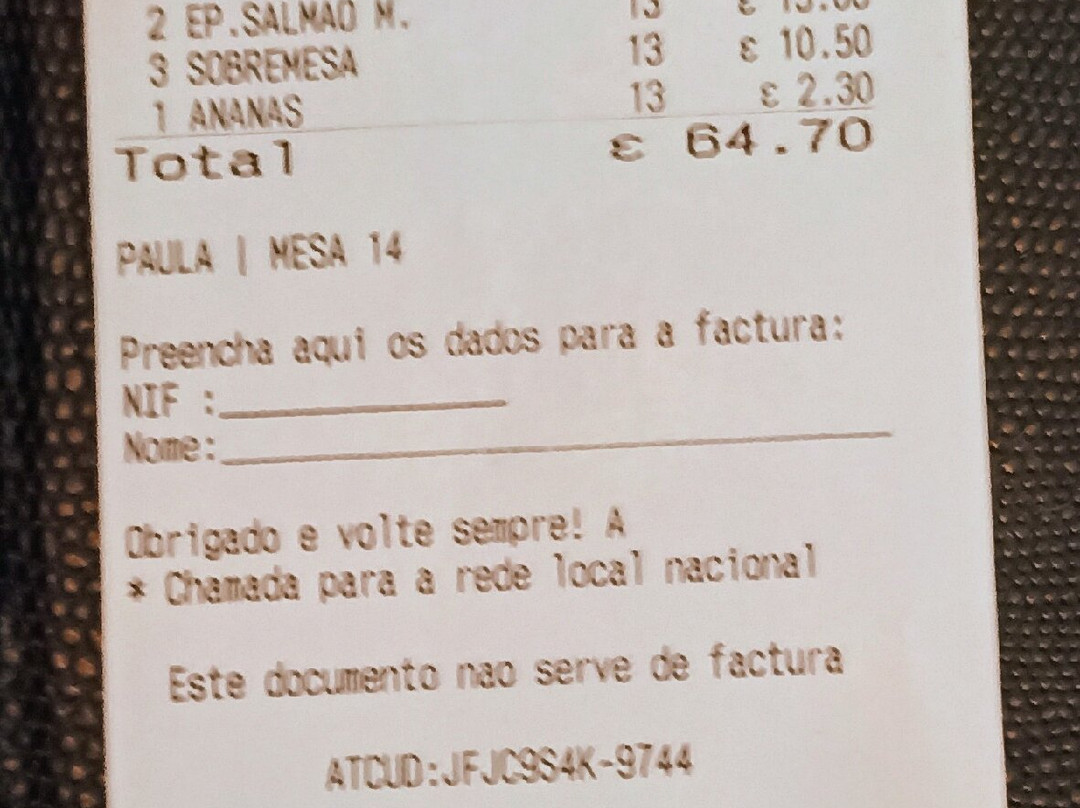 2 EP.SALMAO M. 13 €
3 SOBREMESA 13 € 10.50
1 ANANAS 13 € 2.30
Total € 64.70
PAULA | MESA 14
Preencha aqui os dados para a factura:
NIF :
Nome:
Obrigado e volte sempre! A
* Chamada para a rede local nacional
Este documento nao serve de factura
ATCUD:JFJC9S4K-9744